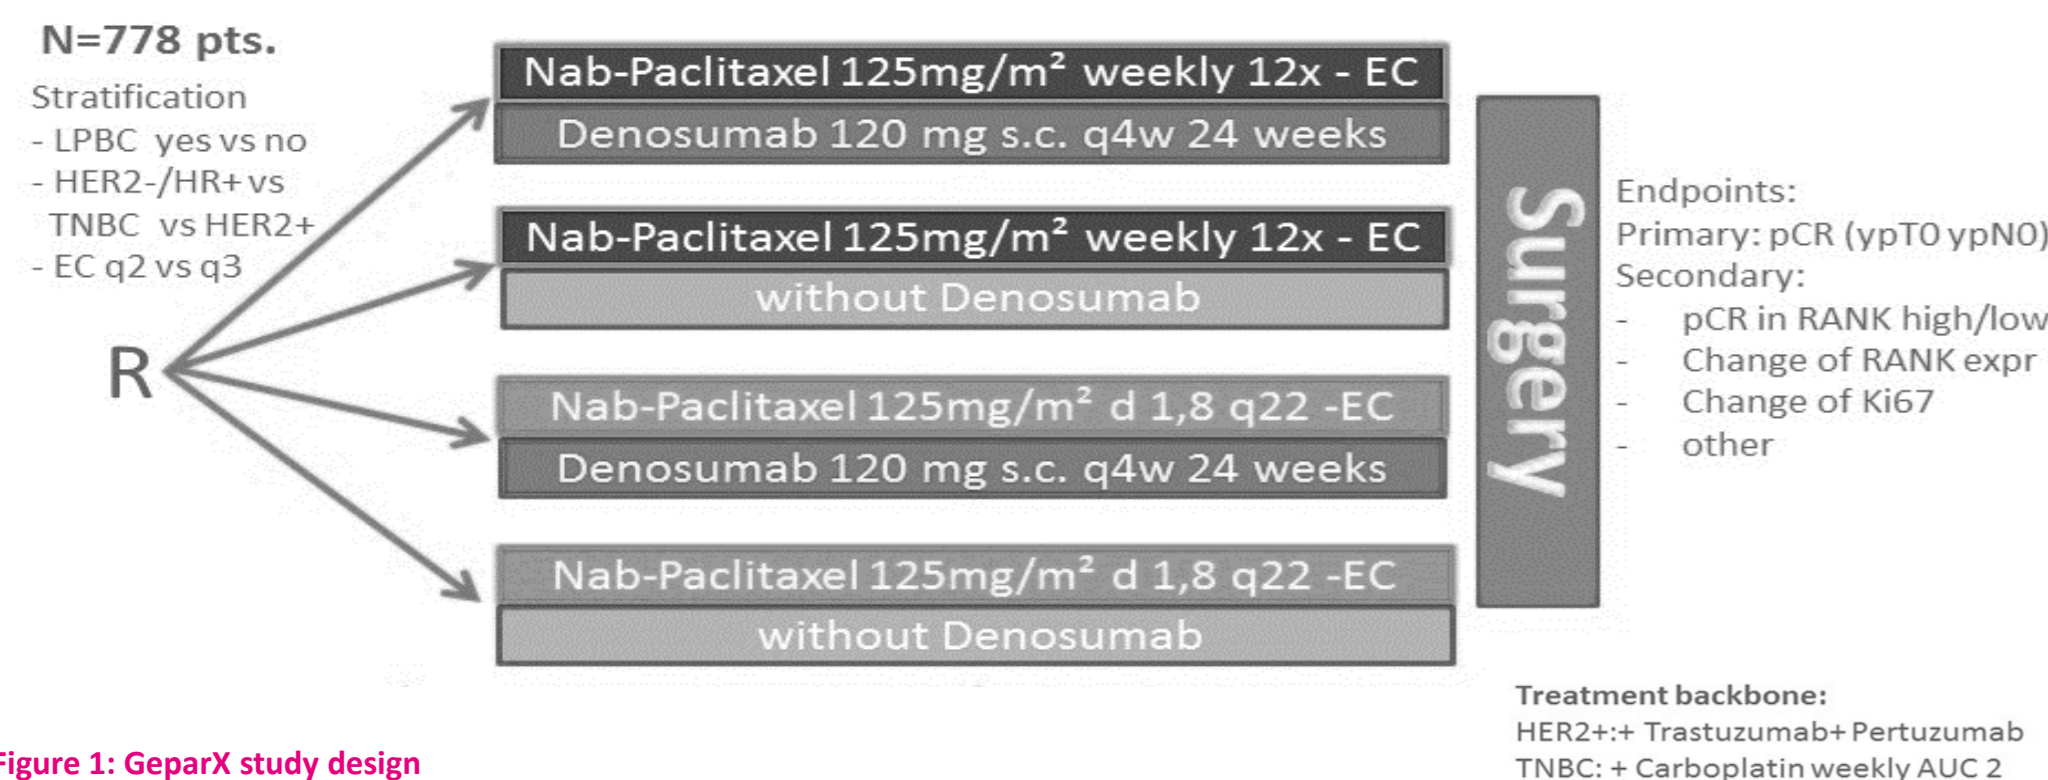 N=778 pts.
Stratification
- LPBC yes vs no
- HER2-/HR+ vs
TNBC vs HER2+
- EC q2 vs q3
R
Nab-Paclitaxel 125mg/m² weekly 12x - EC
Denosumab 120 mg s.c. q4w 24 weeks
Nab-Paclitaxel 125mg/m² weekly 12x - EC
without Denosumab
Nab-Paclitaxel 125mg/m² d 1,8 q22 -EC
Denosumab 120 mg s.c. q4w 24 weeks
Nab-Paclitaxel 125mg/m² d 1,8 q22 -EC
without Denosumab
Surgery
Endpoints:
Primary: pCR (ypT0 ypN0)
Secondary:
- pCR in RANK high/low
- Change of RANK expr
- Change of Ki67
- other
Treatment backbone:
HER2+:+ Trastuzumab+ Pertuzumab
TNBC: + Carboplatin weekly AUC 2
Figure 1: GeparX study design